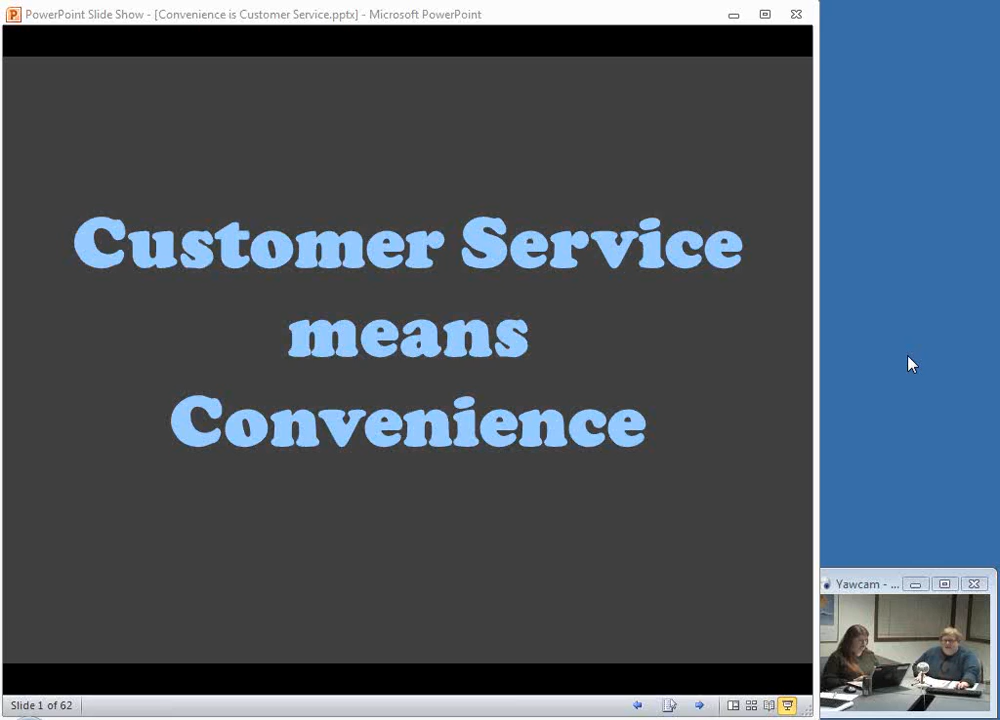 PowerPoint Slide Show - [Convenience is Customer Service.pptx] - Microsoft PowerPoint
Customer Service
means
Convenience
Yawcam - ...
Slide 1 of 62